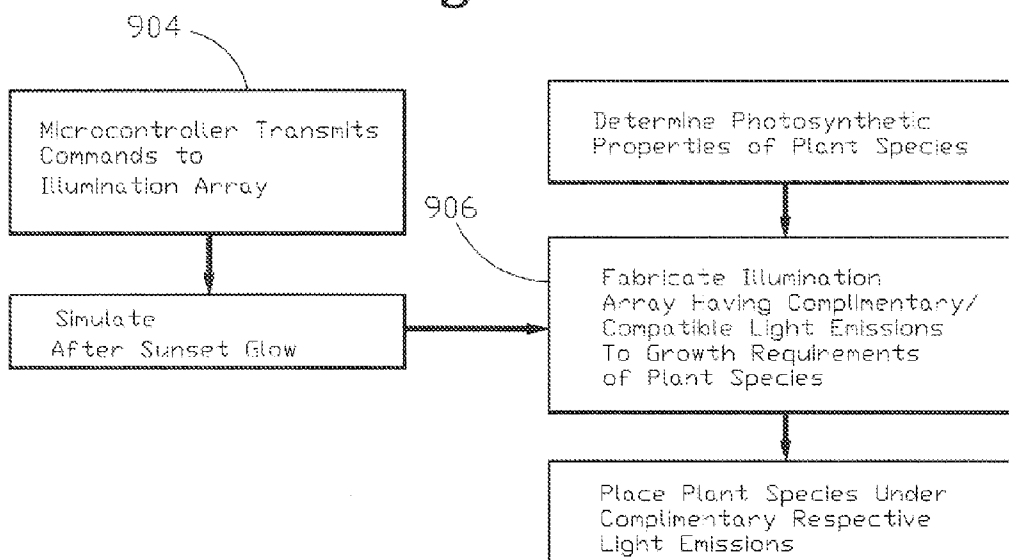 904
Microcontroller Transmits
Commands to
Illumination Array
Simulate
After Sunset Glow
906
Determine Photosynthetic
Properties of Plant Species
Fabricate Illumination
Array Having Complimentary/
Compatible Light Emissions
To Growth Requirements
of Plant Species
Place Plant Species Under
Complimentary Respective
Light Emissions